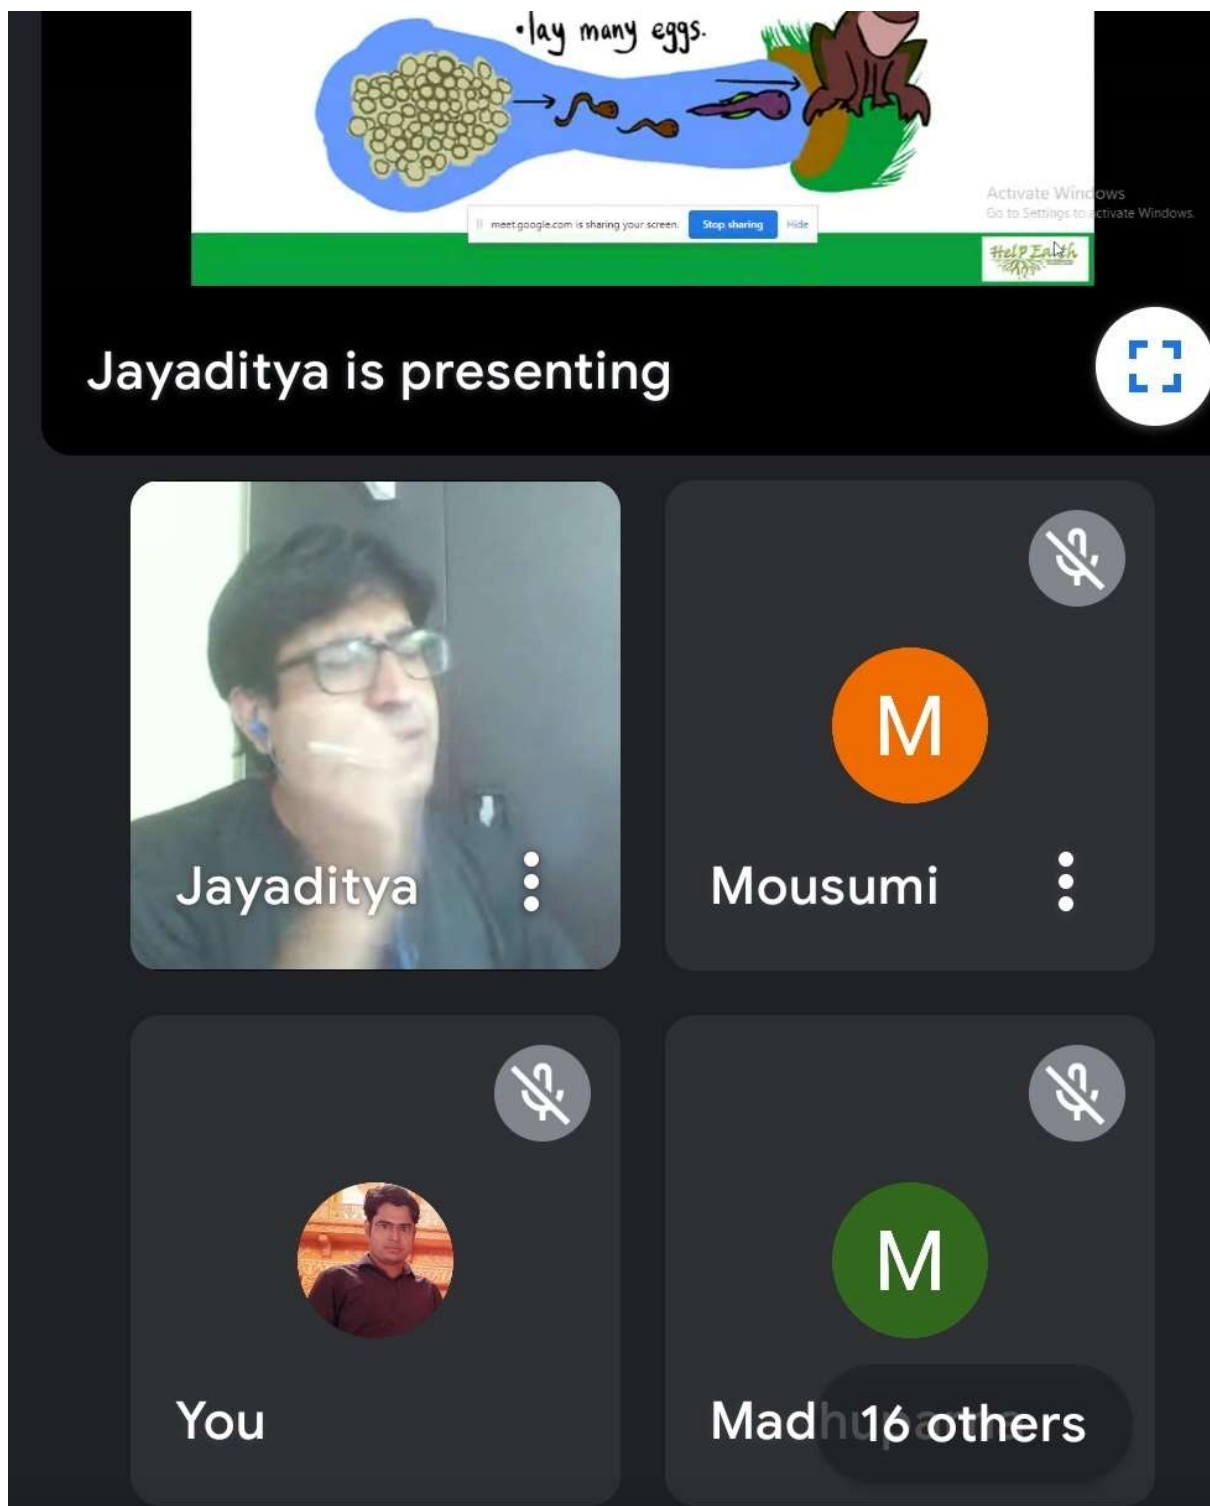 •lay many eggs.
Activate Windows
Go to Settings to activate Windows.
meet.google.com is sharing your screen. Stop sharing Hide
HELP Earth
Jayaditya is presenting
Jayaditya
Mousumi
M
You
M
Madhuparna
16 others